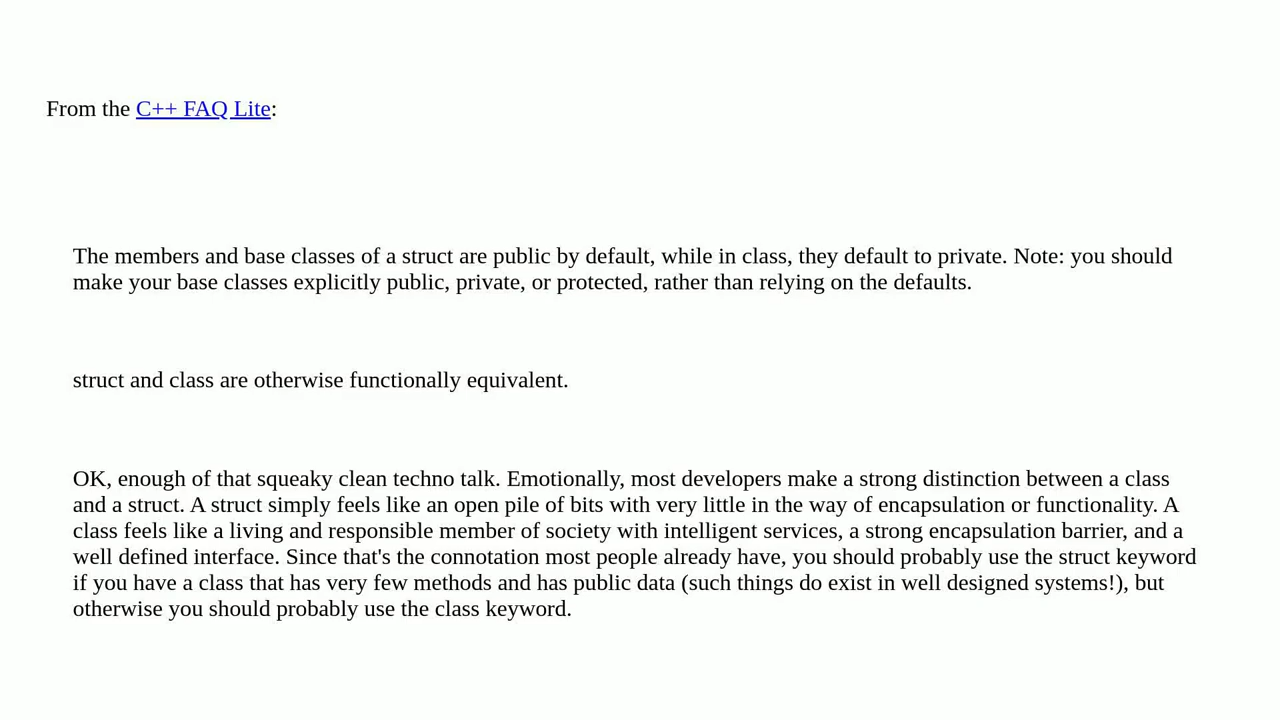 From the C++ FAQ Lite:
The members and base classes of a struct are public by default, while in class, they default to private. Note: you should
make your base classes explicitly public, private, or protected, rather than relying on the defaults.
struct and class are otherwise functionally equivalent.
OK, enough of that squeaky clean techno talk. Emotionally, most developers make a strong distinction between a class
and a struct. A struct simply feels like an open pile of bits with very little in the way of encapsulation or functionality. A
class feels like a living and responsible member of society with intelligent services, a strong encapsulation barrier, and a
well defined interface. Since that's the connotation most people already have, you should probably use the struct keyword
if you have a class that has very few methods and has public data (such things do exist in well designed systems!), but
otherwise you should probably use the class keyword.